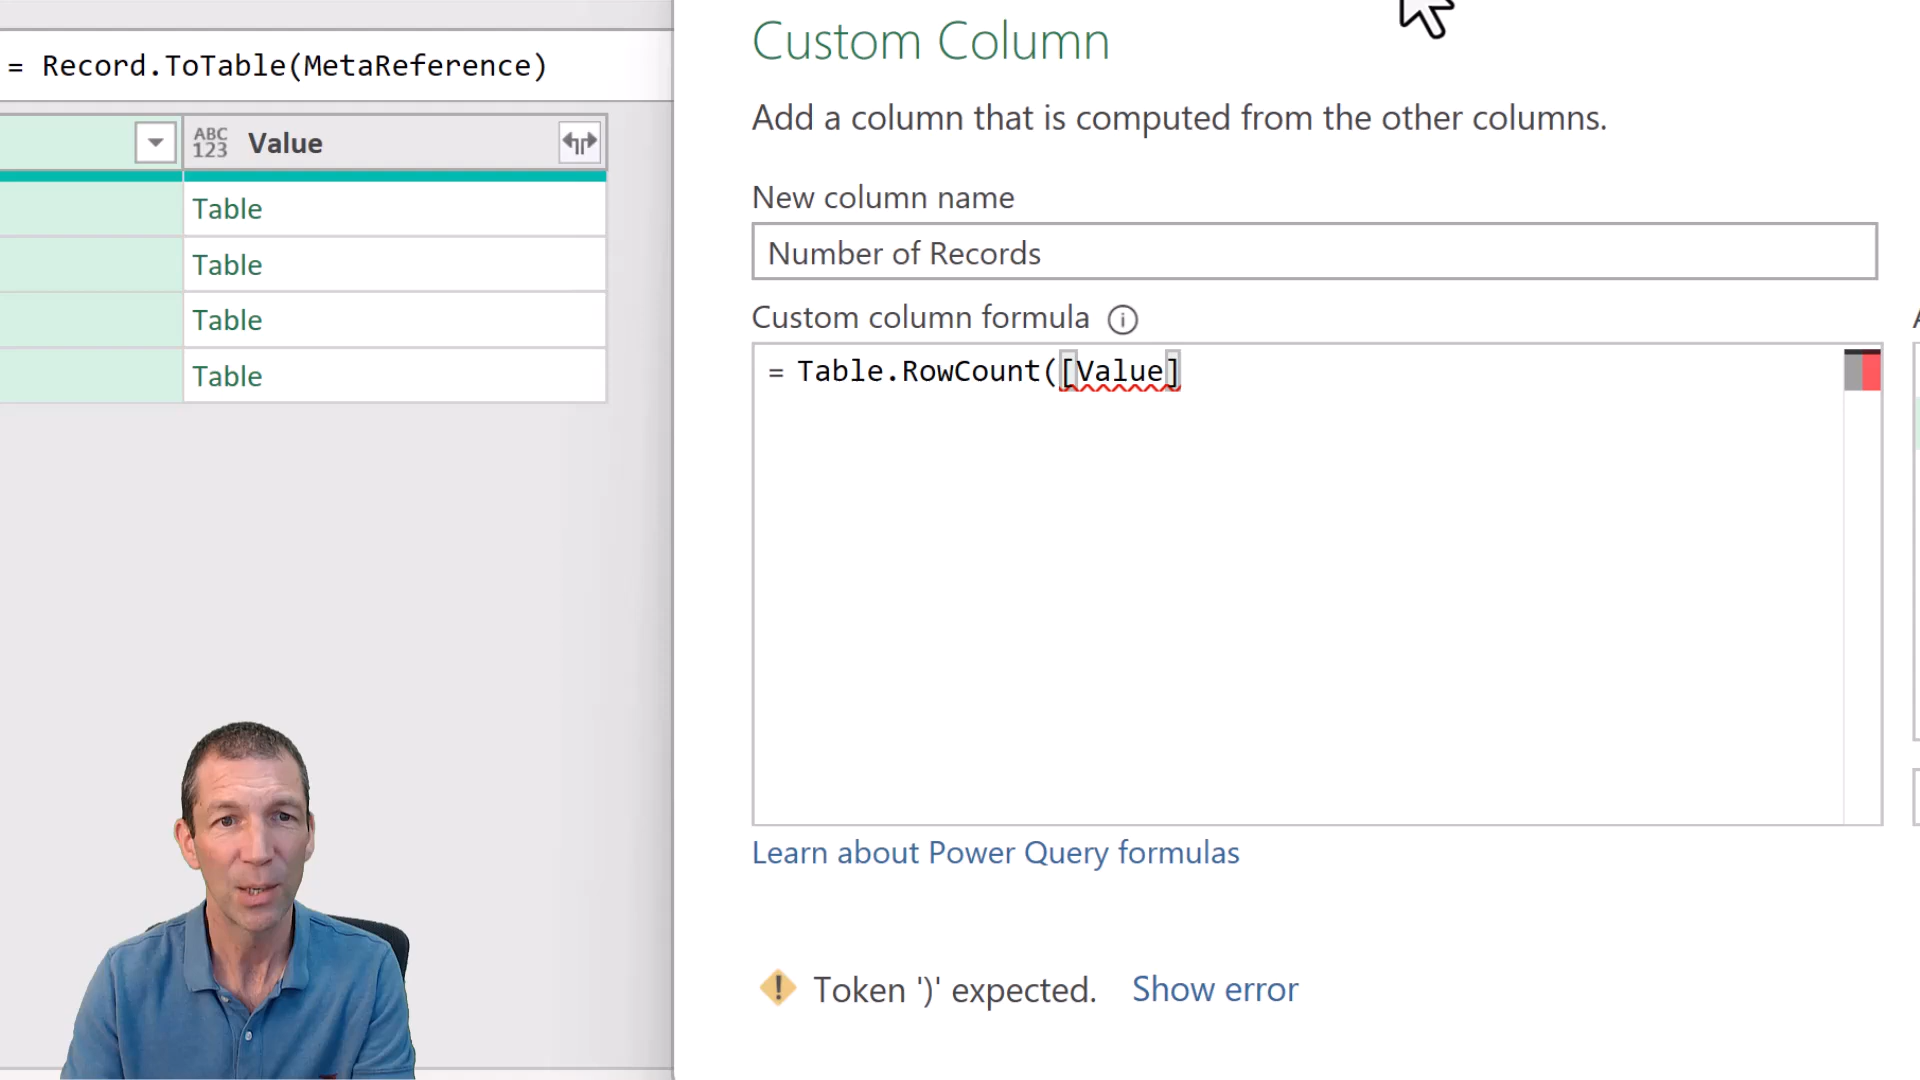 = Record.ToTable(MetaReference)
ABC
123
Value
Table
Table
Table
Table
Custom Column
Add a column that is computed from the other columns.
New column name
Number of Records
Custom column formula
= Table.RowCount([Value]
Learn about Power Query formulas
Token ')' expected. Show error